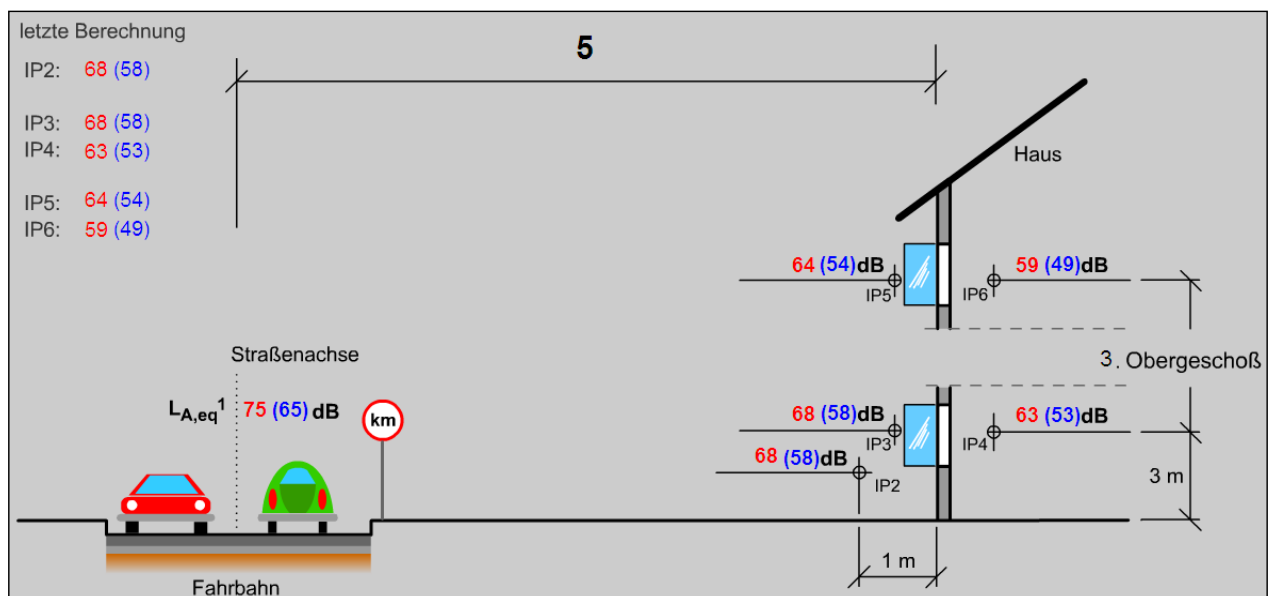 letzte Berechnung
IP2: 68 (58)
IP3: 68 (58)
IP4: 63 (53)
IP5: 64 (54)
IP6: 59 (49)
5
Haus
64 (54)dB
IP5
IP6
59 (49)dB
3. Obergeschoß
Straßenachse
LA,eq1 75 (65) dB
km
68 (58)dB
IP3
IP4
63 (53)dB
68 (58)dB
IP2
3 m
1 m
Fahrbahn